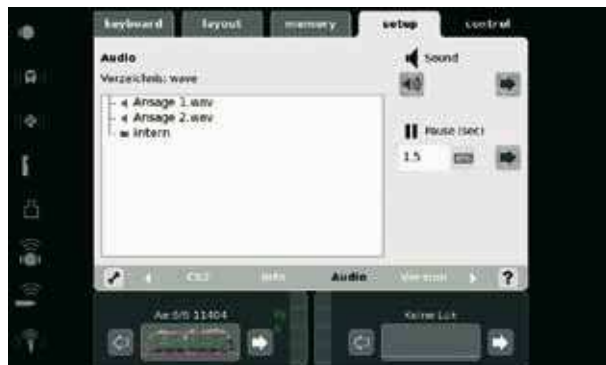 keyboard layout memory setup control
Audio
Verzeichnis: wave
Ansage 1.wav
Ansage 2.wav
intern
Sound
Pause (sec)
1.5
CS2 Info Audio Version ?
Ae 6/6 11404
Keine Lok